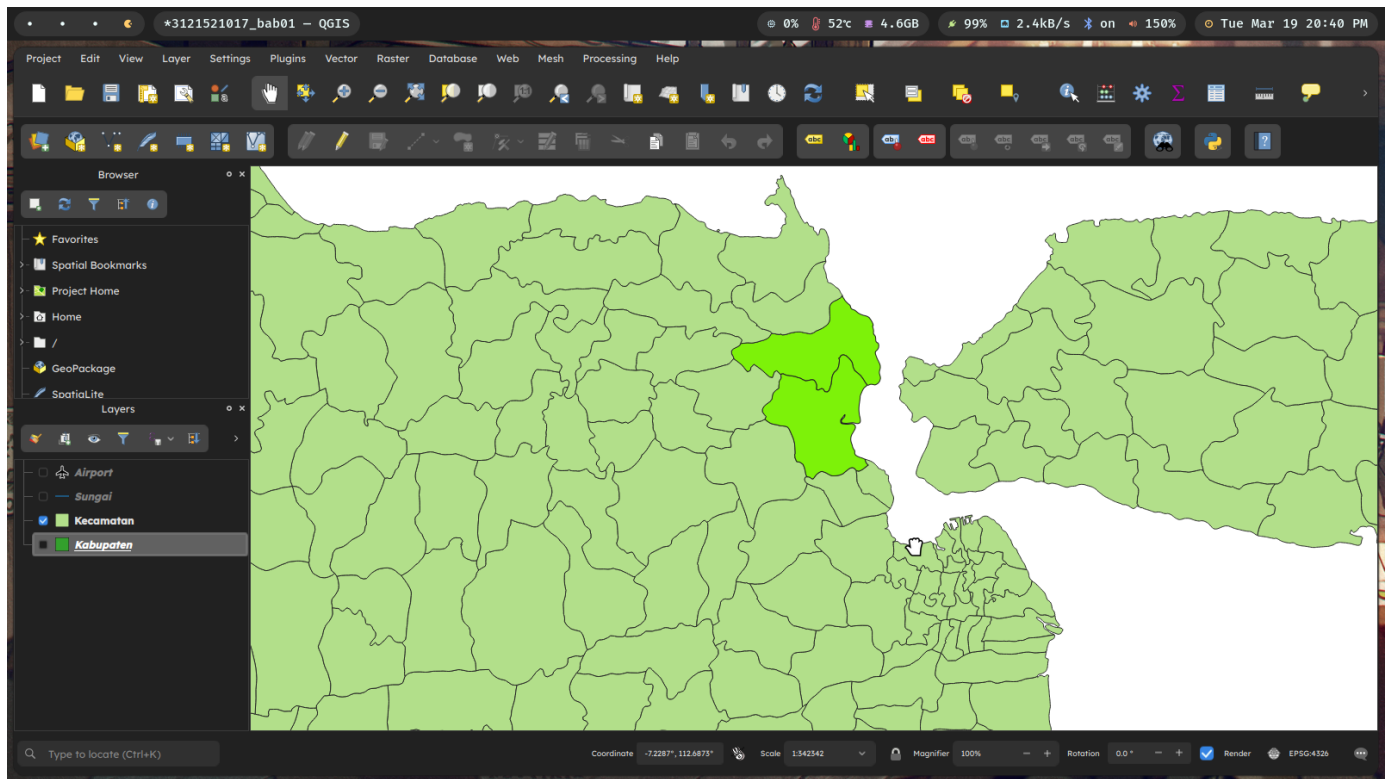 *3121521017_bab01 — QGIS
0% 52℃ 4.6GB
99% 2.4kB/s on 150%
Tue Mar 19 20:40 PM
Project Edit View Layer Settings Plugins Vector Raster Database Web Mesh Processing Help
Browser
Favorites
Spatial Bookmarks
Project Home
Home
/
GeoPackage
SpatiaLite
Layers
Airport
Sungai
Kecamatan
Kabupaten
Type to locate (Ctrl+K)
Coordinate -7.2287°, 112.6873° Scale 1:342342 Magnifier 100% Rotation 0.0 ° Render EPSG:4326